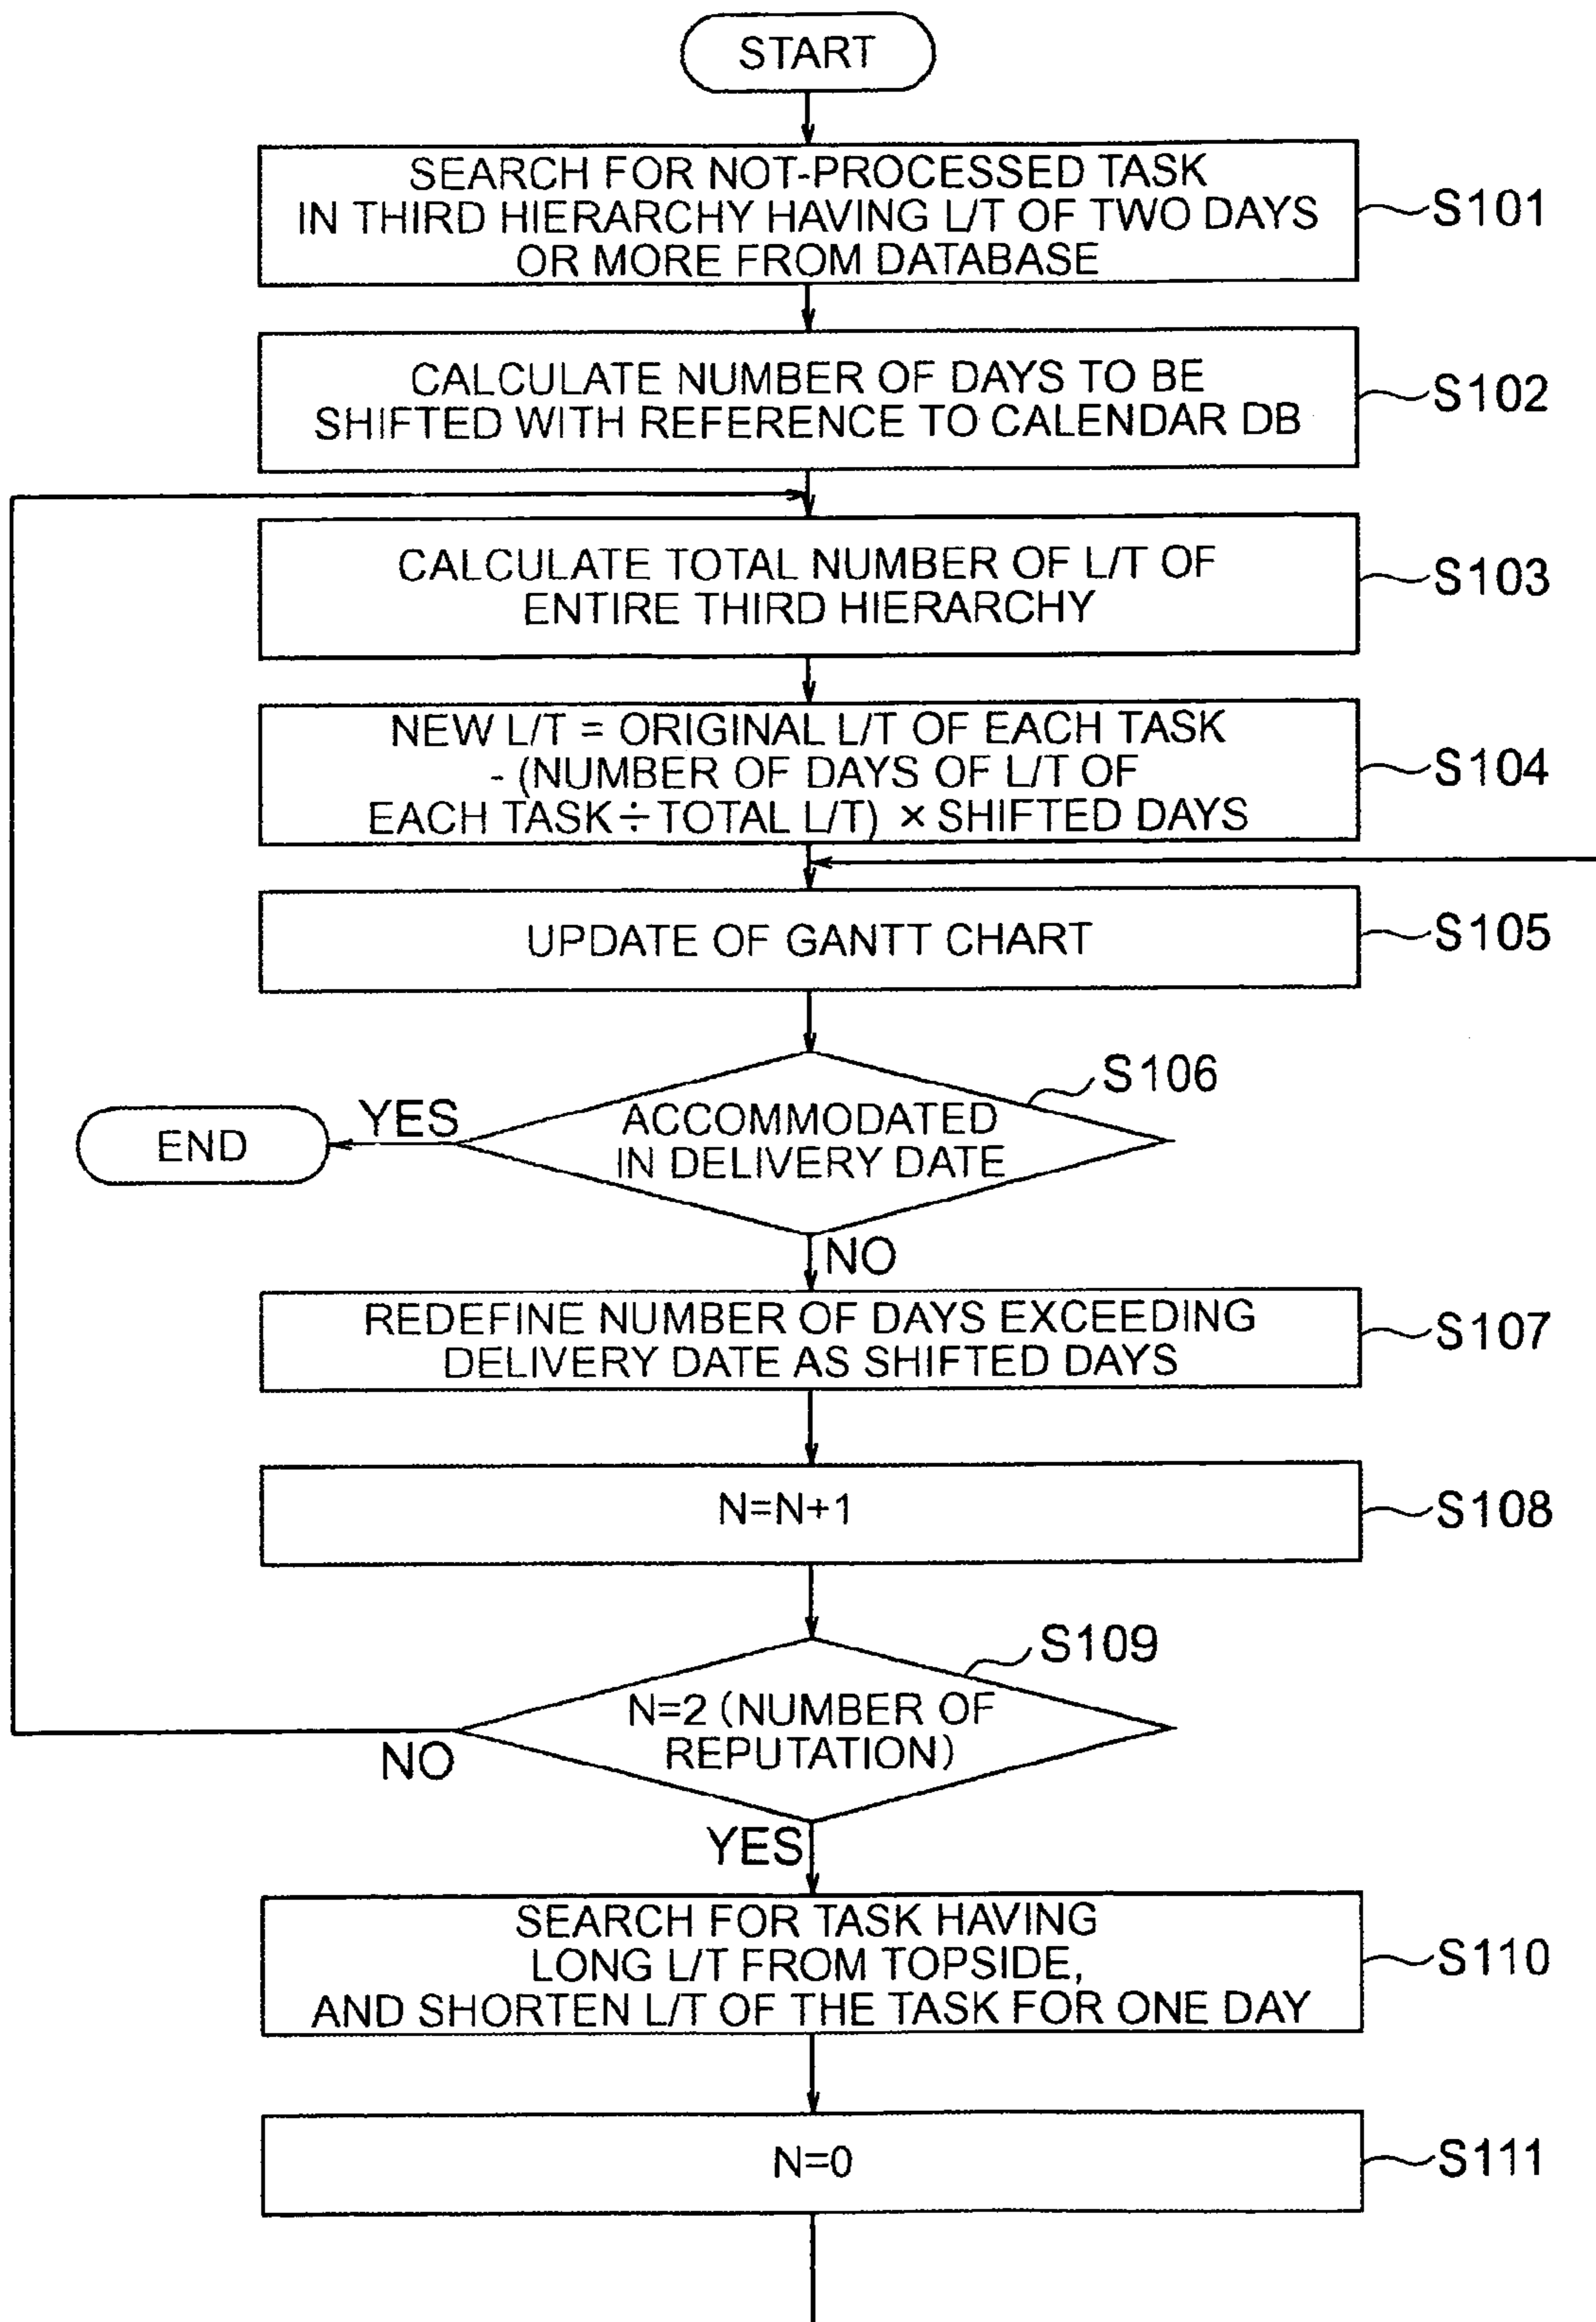 START
SEARCH FOR NOT-PROCESSED TASK
IN THIRD HIERARCHY HAVING L/T OF TWO DAYS
OR MORE FROM DATABASE
S101
CALCULATE NUMBER OF DAYS TO BE
SHIFTED WITH REFERENCE TO CALENDAR DB
S102
CALCULATE TOTAL NUMBER OF L/T OF
ENTIRE THIRD HIERARCHY
S103
NEW L/T = ORIGINAL L/T OF EACH TASK
- (NUMBER OF DAYS OF L/T OF
EACH TASK ÷ TOTAL L/T) × SHIFTED DAYS
S104
UPDATE OF GANTT CHART
S105
S106
ACCOMMODATED
IN DELIVERY DATE
YES
END
NO
REDEFINE NUMBER OF DAYS EXCEEDING
DELIVERY DATE AS SHIFTED DAYS
S107
N=N+1
S108
S109
N=2 (NUMBER OF
REPUTATION)
NO
YES
SEARCH FOR TASK HAVING
LONG L/T FROM TOPSIDE,
AND SHORTEN L/T OF THE TASK FOR ONE DAY
S110
N=0
S111